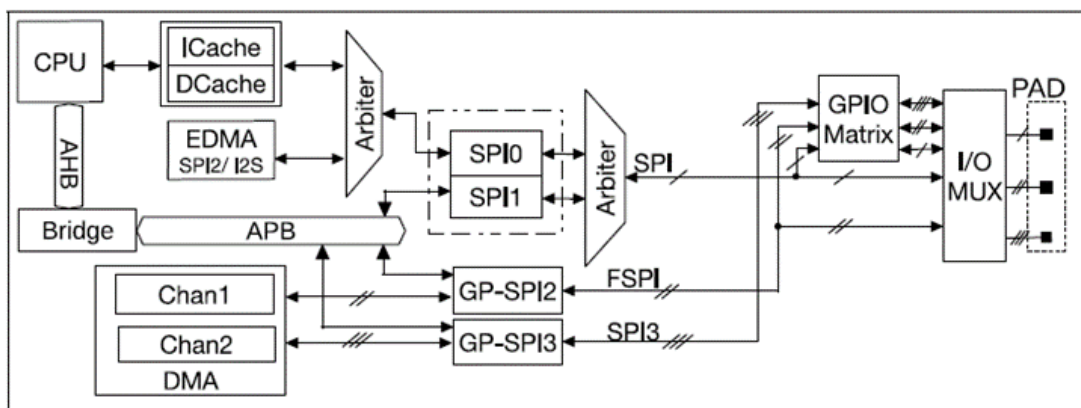 CPU
ICache
DCache
EDMA
SPI2/ I2S
Arbiter
AHB
Bridge
APB
SPI0
SPI1
Arbiter
SPI
GPIO
Matrix
I/O
MUX
PAD
Chan1
Chan2
DMA
GP-SPI2
GP-SPI3
FSPI
SPI3